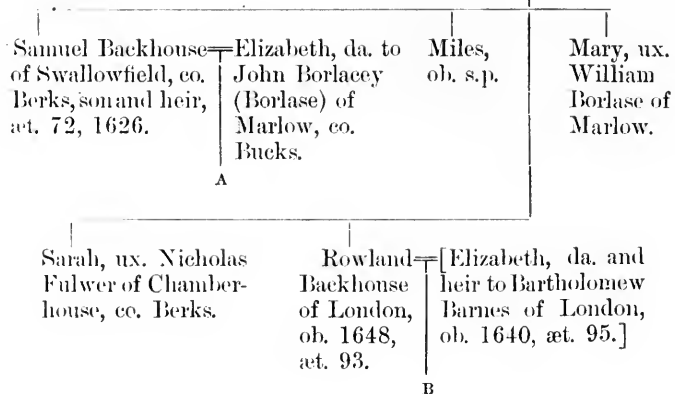 Samuel Backhouse
of Swallowfield, co.
Berks, son and heir,
æt. 72, 1626.
Elizabeth, da. to
John Borlacey
(Borlase) of
Marlow, co.
Bucks.
A
Miles,
ob. s.p.
Mary, ux.
William
Borlase of
Marlow.
Sarah, ux. Nicholas
Fulwer of Chamber-
house, co. Berks.
Rowland
Backhouse
of London,
ob. 1648,
æt. 93.
[Elizabeth, da. and
heir to Bartholomew
Barnes of London,
ob. 1640, æt. 95.]
B